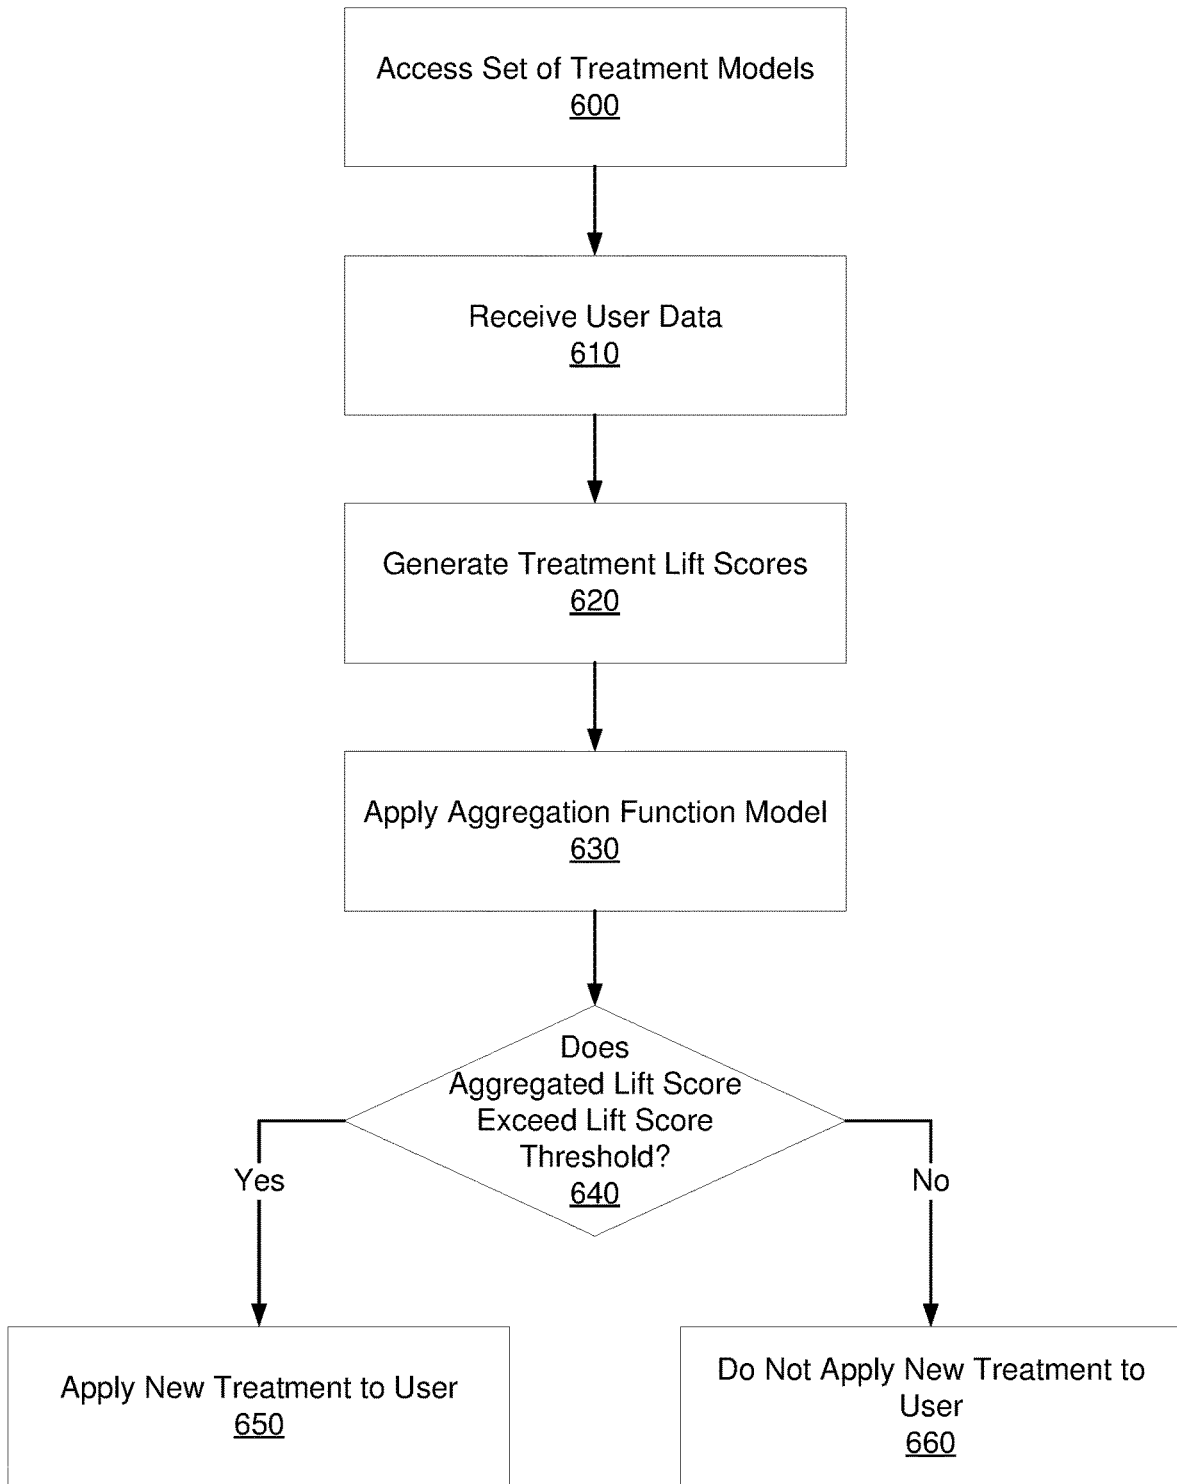 Access Set of Treatment Models
600
Receive User Data
610
Generate Treatment Lift Scores
620
Apply Aggregation Function Model
630
Does
Aggregated Lift Score
Exceed Lift Score
Threshold?
640
Yes
No
Apply New Treatment to User
650
Do Not Apply New Treatment to
User
660